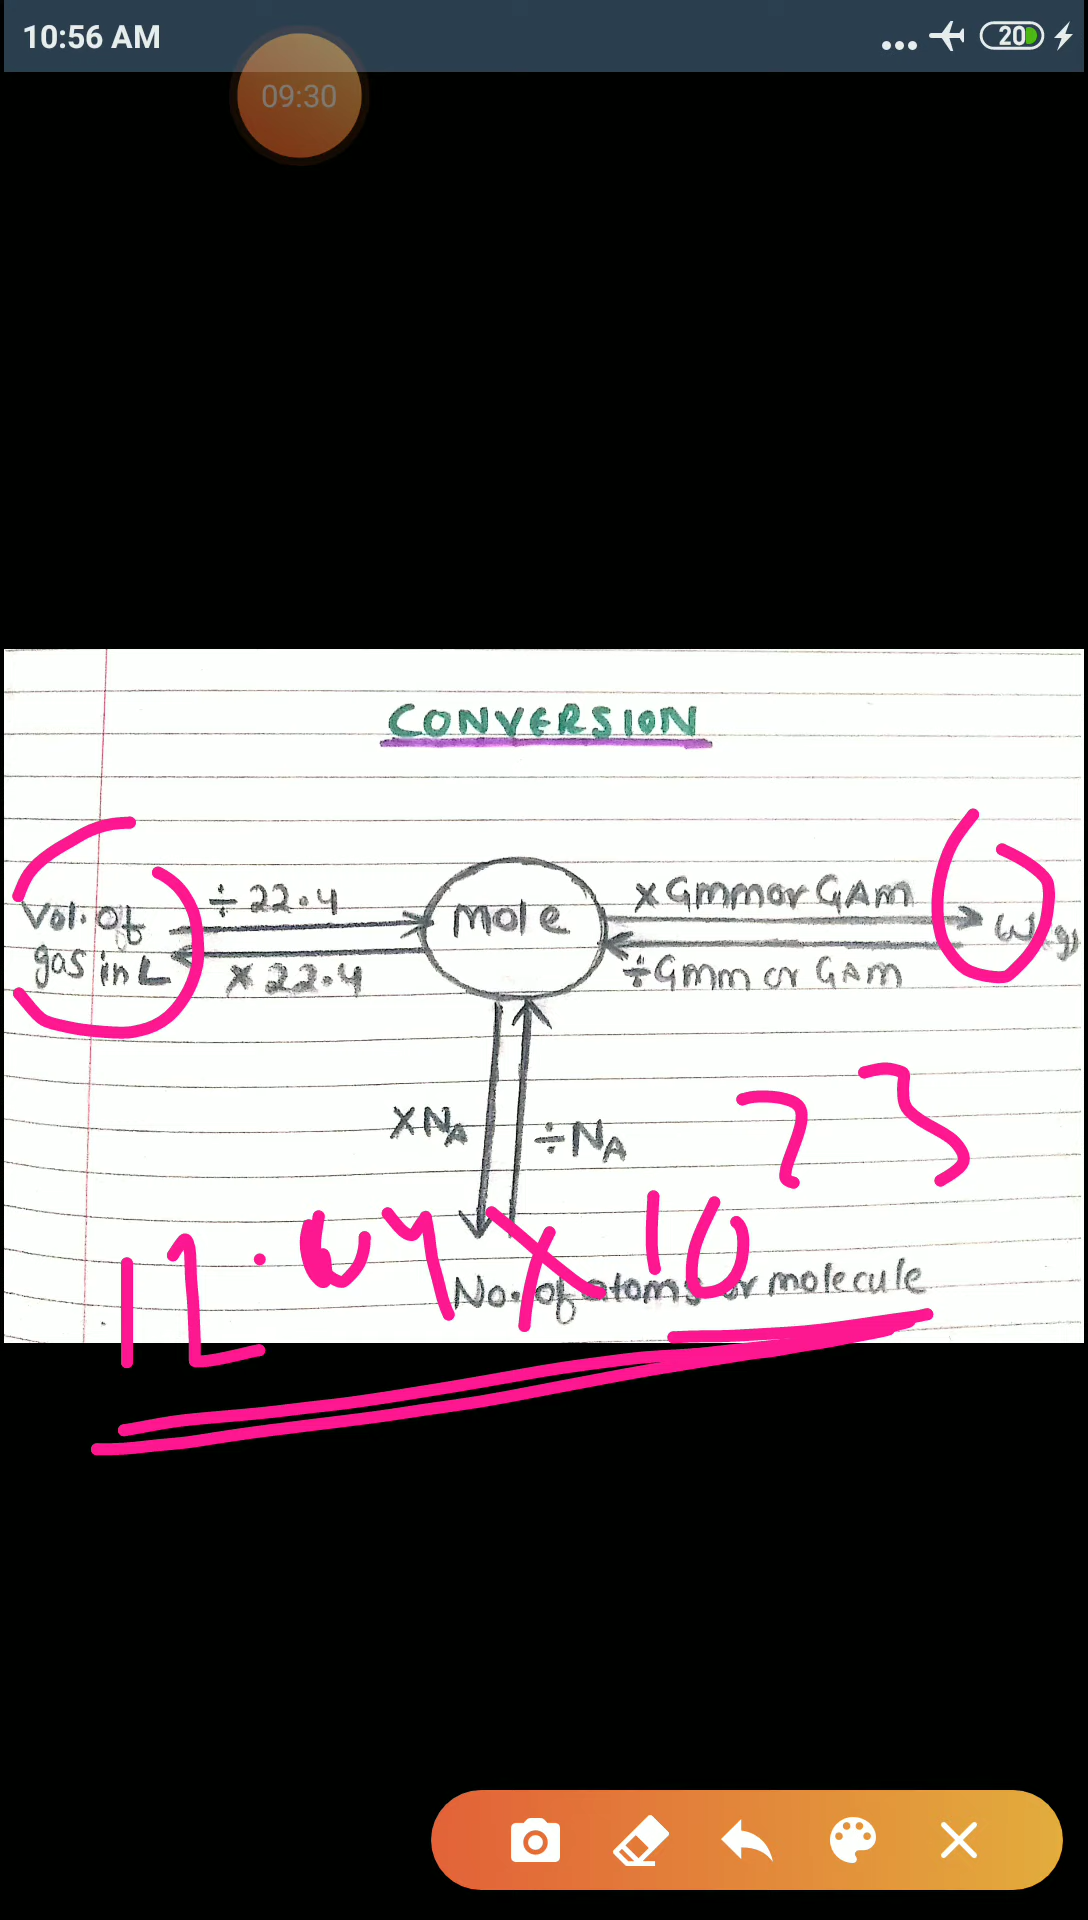 10:56 AM
20
09:30
CONVERSION
Vol. of
gas in L
÷ 22.4
× 22.4
mole
× Gmm or GAm
÷ Gmm or GAm
× NA
÷ NA
12.04 × 10
No. of atoms or molecule